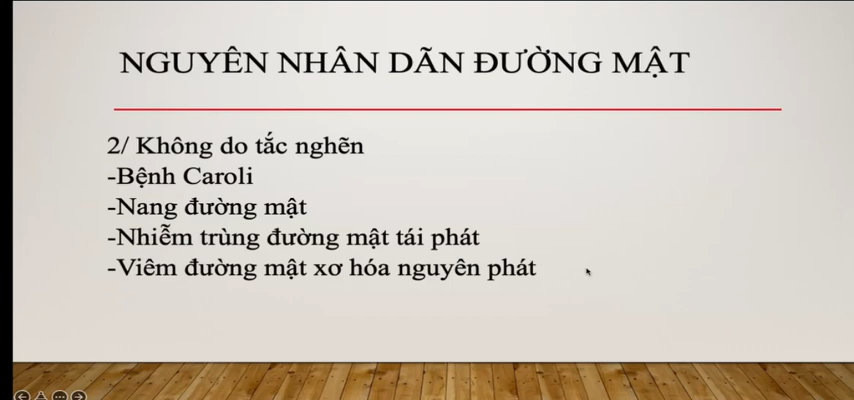 NGUYÊN NHÂN DÃN ĐƯỜNG MẬT
2/ Không do tắc nghẽn
-Bệnh Caroli
-Nang đường mật
-Nhiễm trùng đường mật tái phát
-Viêm đường mật xơ hóa nguyên phát